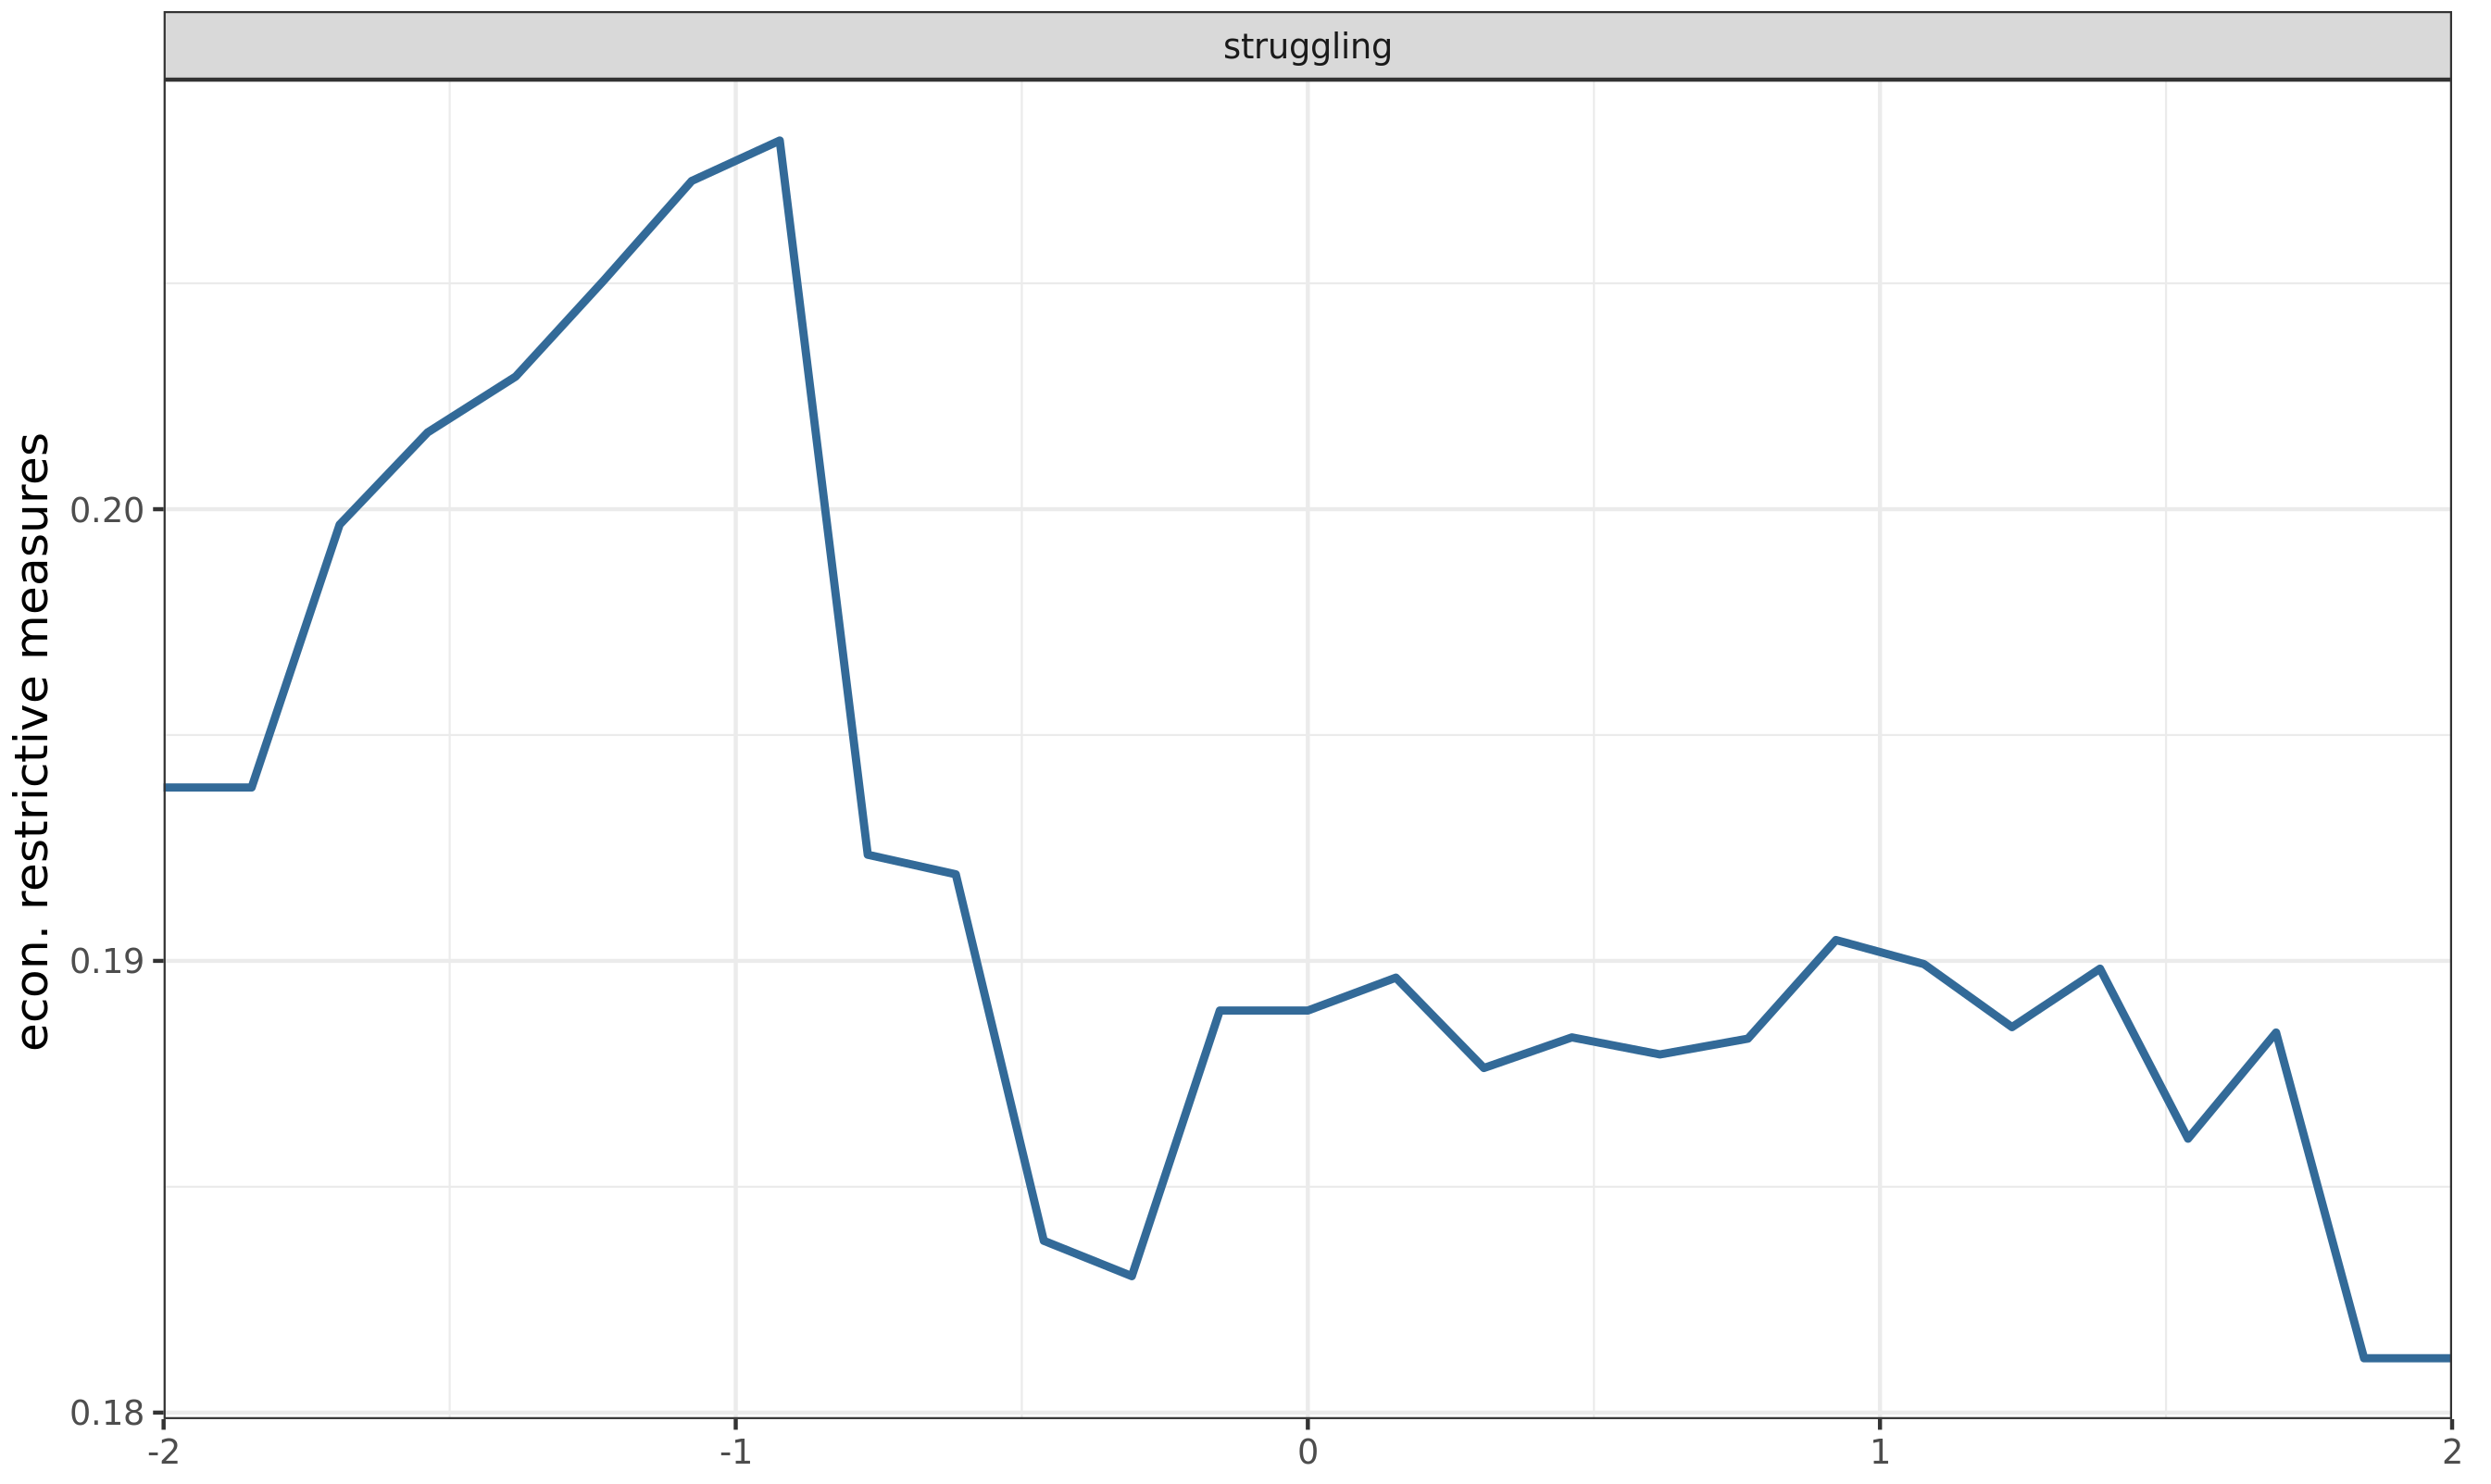 struggling
econ. restrictive measures
0.20
0.19
0.18
-2 -1 0 1 2